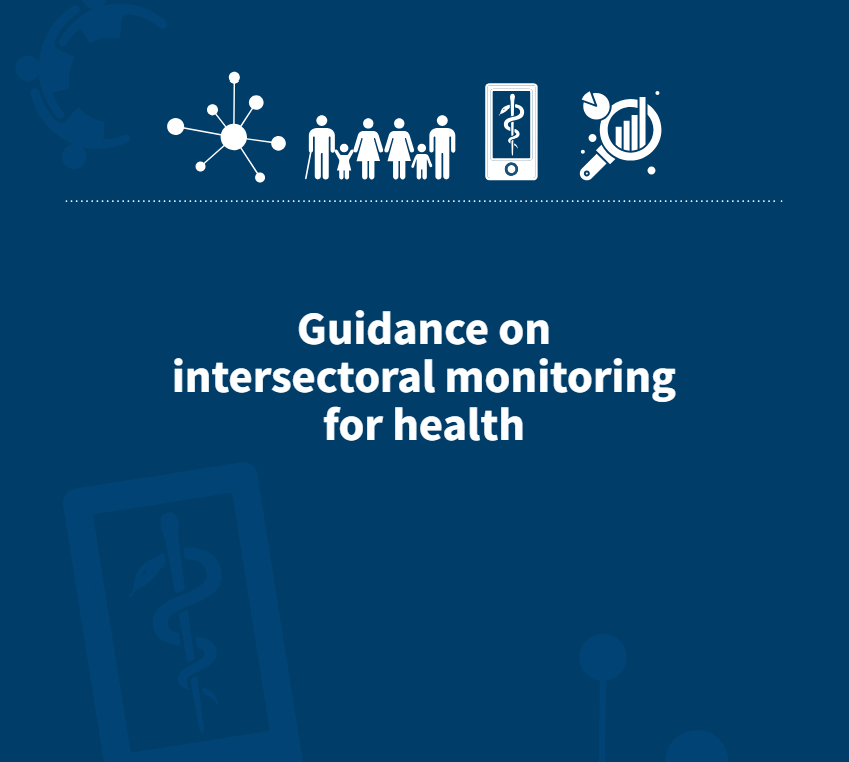 Guidance on
intersectoral monitoring
for health